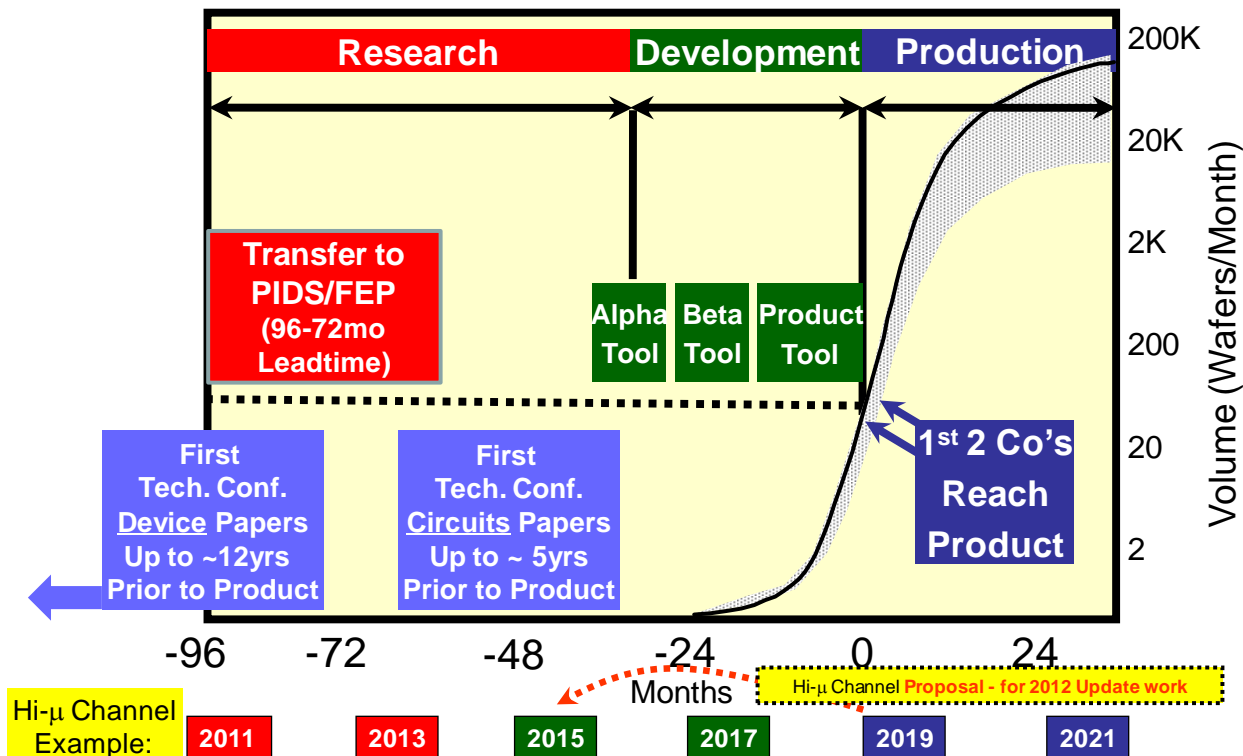 Research
Development
Production
200K
20K
2K
200
20
2
Volume (Wafers/Month)
Transfer to
PIDS/FEP
(96-72mo
Leadtime)
Alpha
Tool
Beta
Tool
Product
Tool
First
Tech. Conf.
Device Papers
Up to ~12yrs
Prior to Product
First
Tech. Conf.
Circuits Papers
Up to ~ 5yrs
Prior to Product
1st 2 Co’s
Reach
Product
-96 -72 -48 -24 0 24
Months
Hi-μ Channel Proposal - for 2012 Update work
Hi-μ Channel
Example:
2011 2013 2015 2017 2019 2021